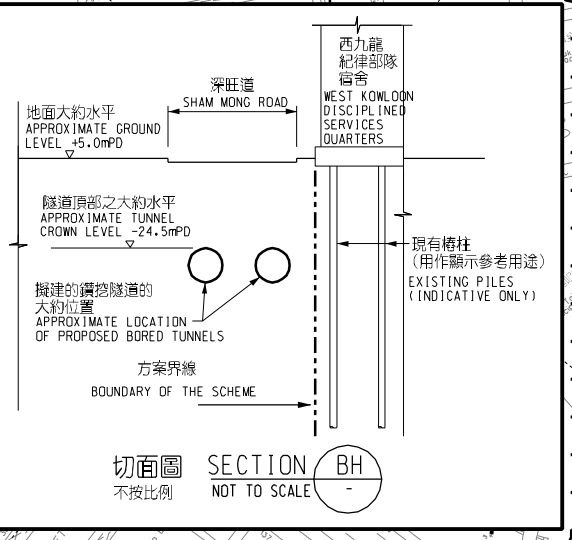 西九龍
紀律部隊
宿舍
WEST KOWLOON
DISCIPLINED
SERVICES
QUARTERS
深旺道
SHAM MONG ROAD
地面大約水平
APPROXIMATE GROUND
LEVEL +5.0mPD
隧道頂部之大約水平
APPROXIMATE TUNNEL
CROWN LEVEL -24.5mPD
現有樁柱
(用作顯示參考用途)
EXISTING PILES
(INDICATIVE ONLY)
擬建的鑽挖隧道的
大約位置
APPROXIMATE LOCATION
OF PROPOSED BORED TUNNELS
方案界線
BOUNDARY OF THE SCHEME
切面圖 SECTION BH
不按比例 NOT TO SCALE -